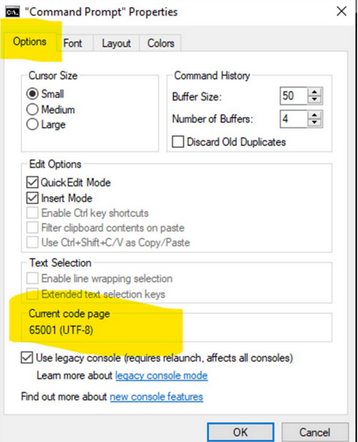 "Command Prompt" Properties
Options Font Layout Colors
Cursor Size
Small
Medium
Large
Command History
Buffer Size: 50
Number of Buffers: 4
Discard Old Duplicates
Edit Options
QuickEdit Mode
Insert Mode
Enable Ctrl key shortcuts
Filter clipboard contents on paste
Use Ctrl+Shift+C/V as Copy/Paste
Text Selection
Enable line wrapping selection
Extended text selection keys
Current code page
65001 (UTF-8)
Use legacy console (requires relaunch, affects all consoles)
Learn more about legacy console mode
Find out more about new console features
OK Cancel